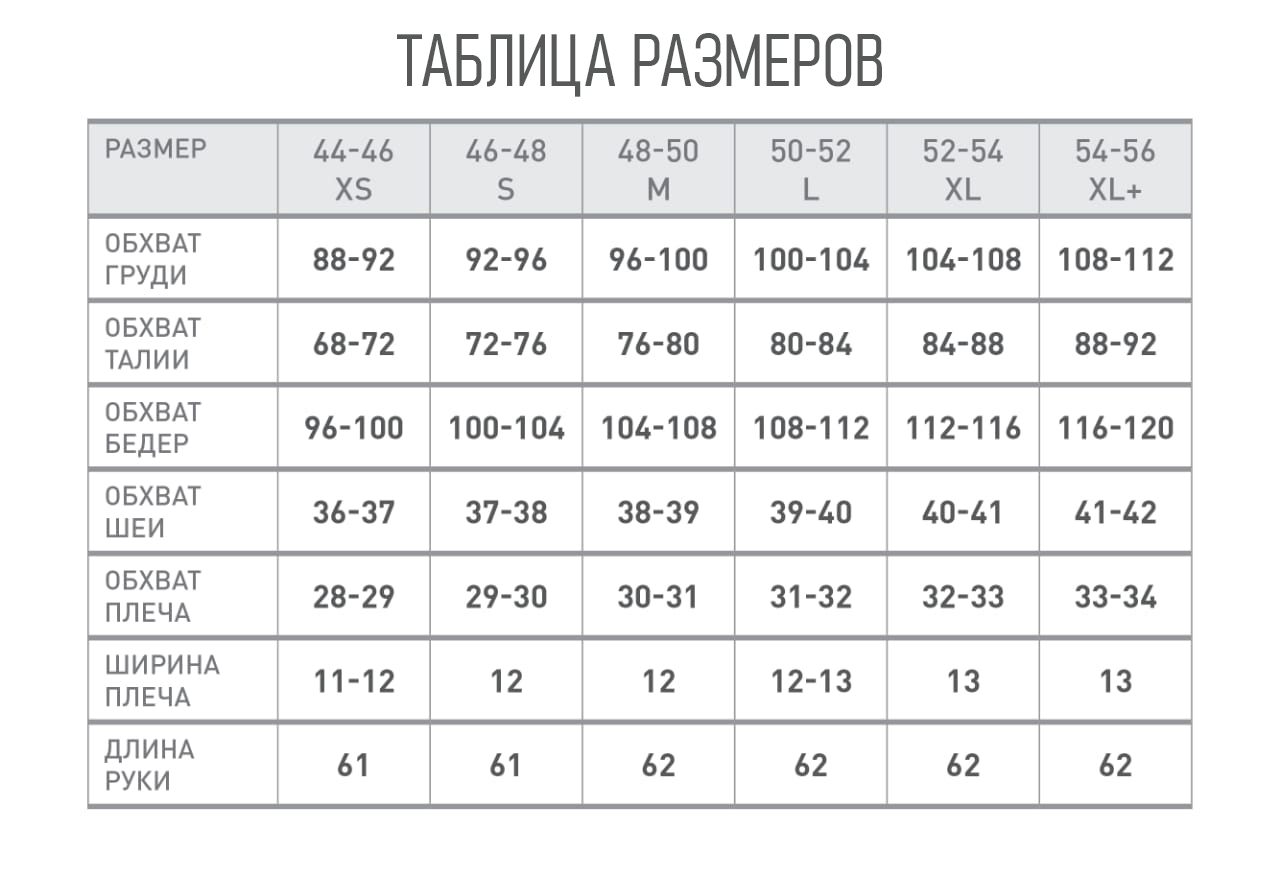 ТАБЛИЦА РАЗМЕРОВ
РАЗМЕР 44-46 46-48 48-50 50-52 52-54 54-56
XS S M L XL XL+
ОБХВАТ
ГРУДИ 88-92 92-96 96-100 100-104 104-108 108-112
ОБХВАТ
ТАЛИИ 68-72 72-76 76-80 80-84 84-88 88-92
ОБХВАТ
БЕДЕР 96-100 100-104 104-108 108-112 112-116 116-120
ОБХВАТ
ШЕИ 36-37 37-38 38-39 39-40 40-41 41-42
ОБХВАТ
ПЛЕЧА 28-29 29-30 30-31 31-32 32-33 33-34
ШИРИНА
ПЛЕЧА 11-12 12 12 12-13 13 13
ДЛИНА
РУКИ 61 61 62 62 62 62